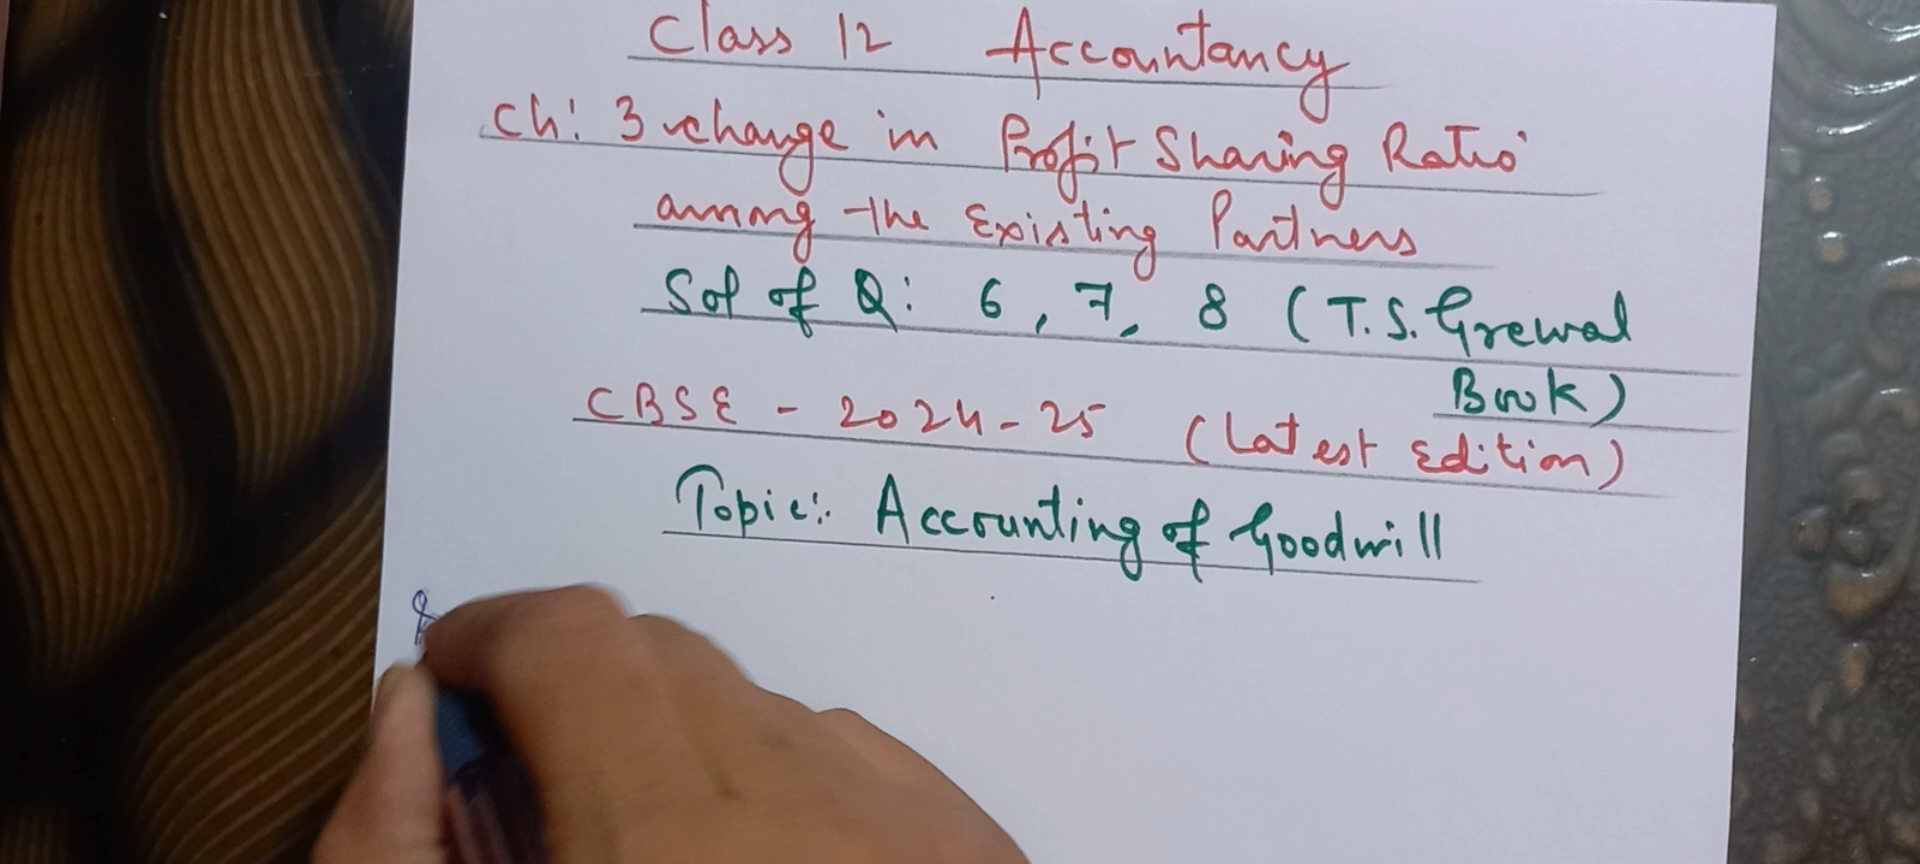 Class 12 Accountancy
Ch: 3 change in Profit Sharing Ratio
among the Existing Partners
Sol of Q: 6, 7, 8 (T.S. Grewal
Book)
CBSE - 2024-25 (Latest Edition)
Topic:. Accounting of Goodwill